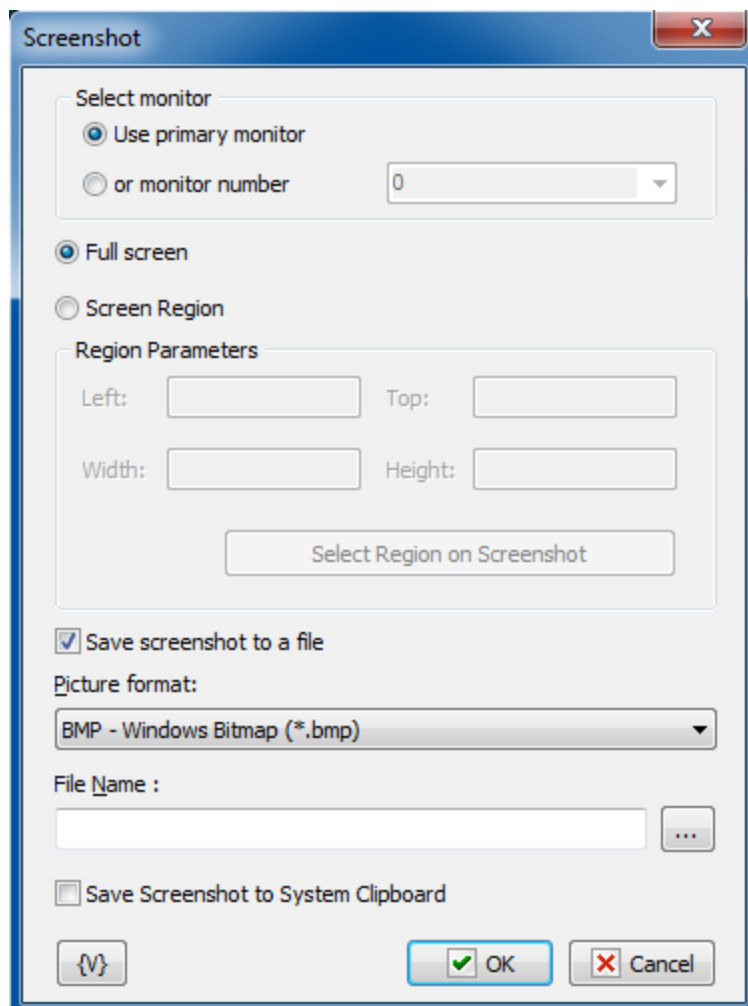 Screenshot
Select monitor
Use primary monitor
or monitor number 0
Full screen
Screen Region
Region Parameters
Left: Top:
Width: Height:
Select Region on Screenshot
Save screenshot to a file
Picture format:
BMP - Windows Bitmap (*.bmp)
File Name :
...
Save Screenshot to System Clipboard
{V} OK Cancel